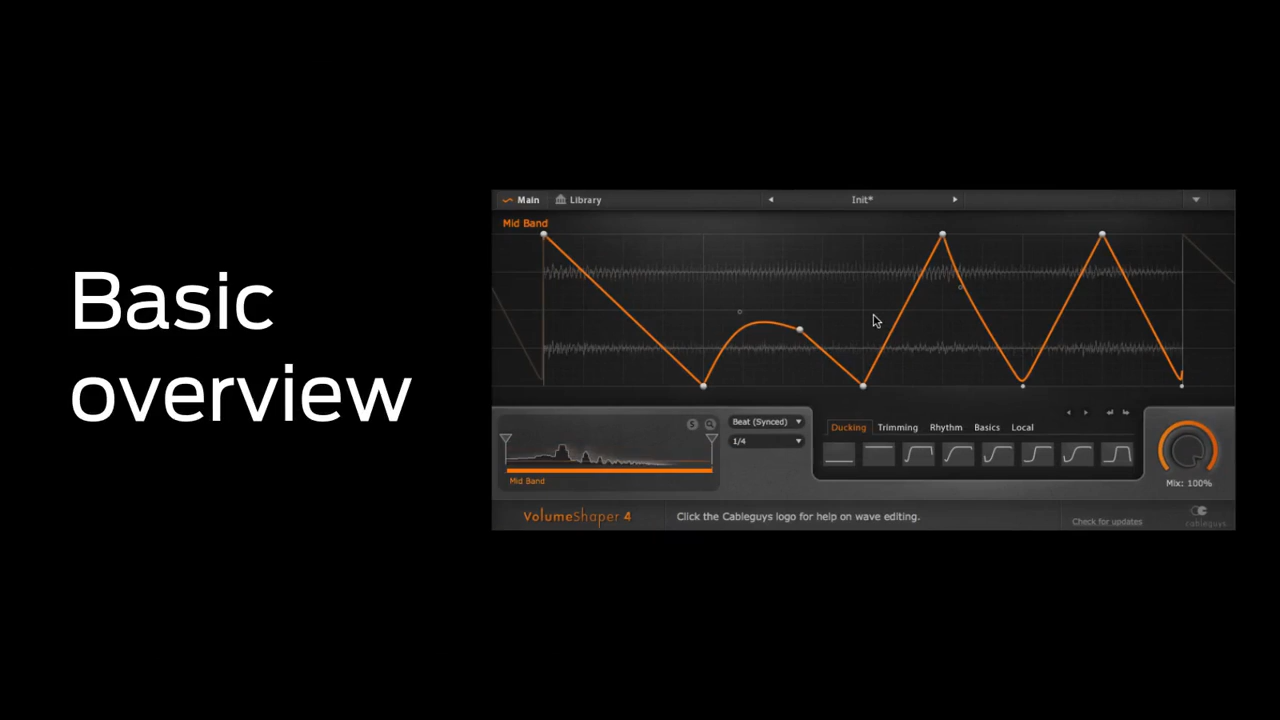 Basic
overview
Main
Library
Init*
Mid Band
S
Beat (Synced)
1/4
Mid Band
Ducking
Trimming
Rhythm
Basics
Local
Mix: 100%
VolumeShaper 4
Click the Cableguys logo for help on wave editing.
Check for updates
cableguys